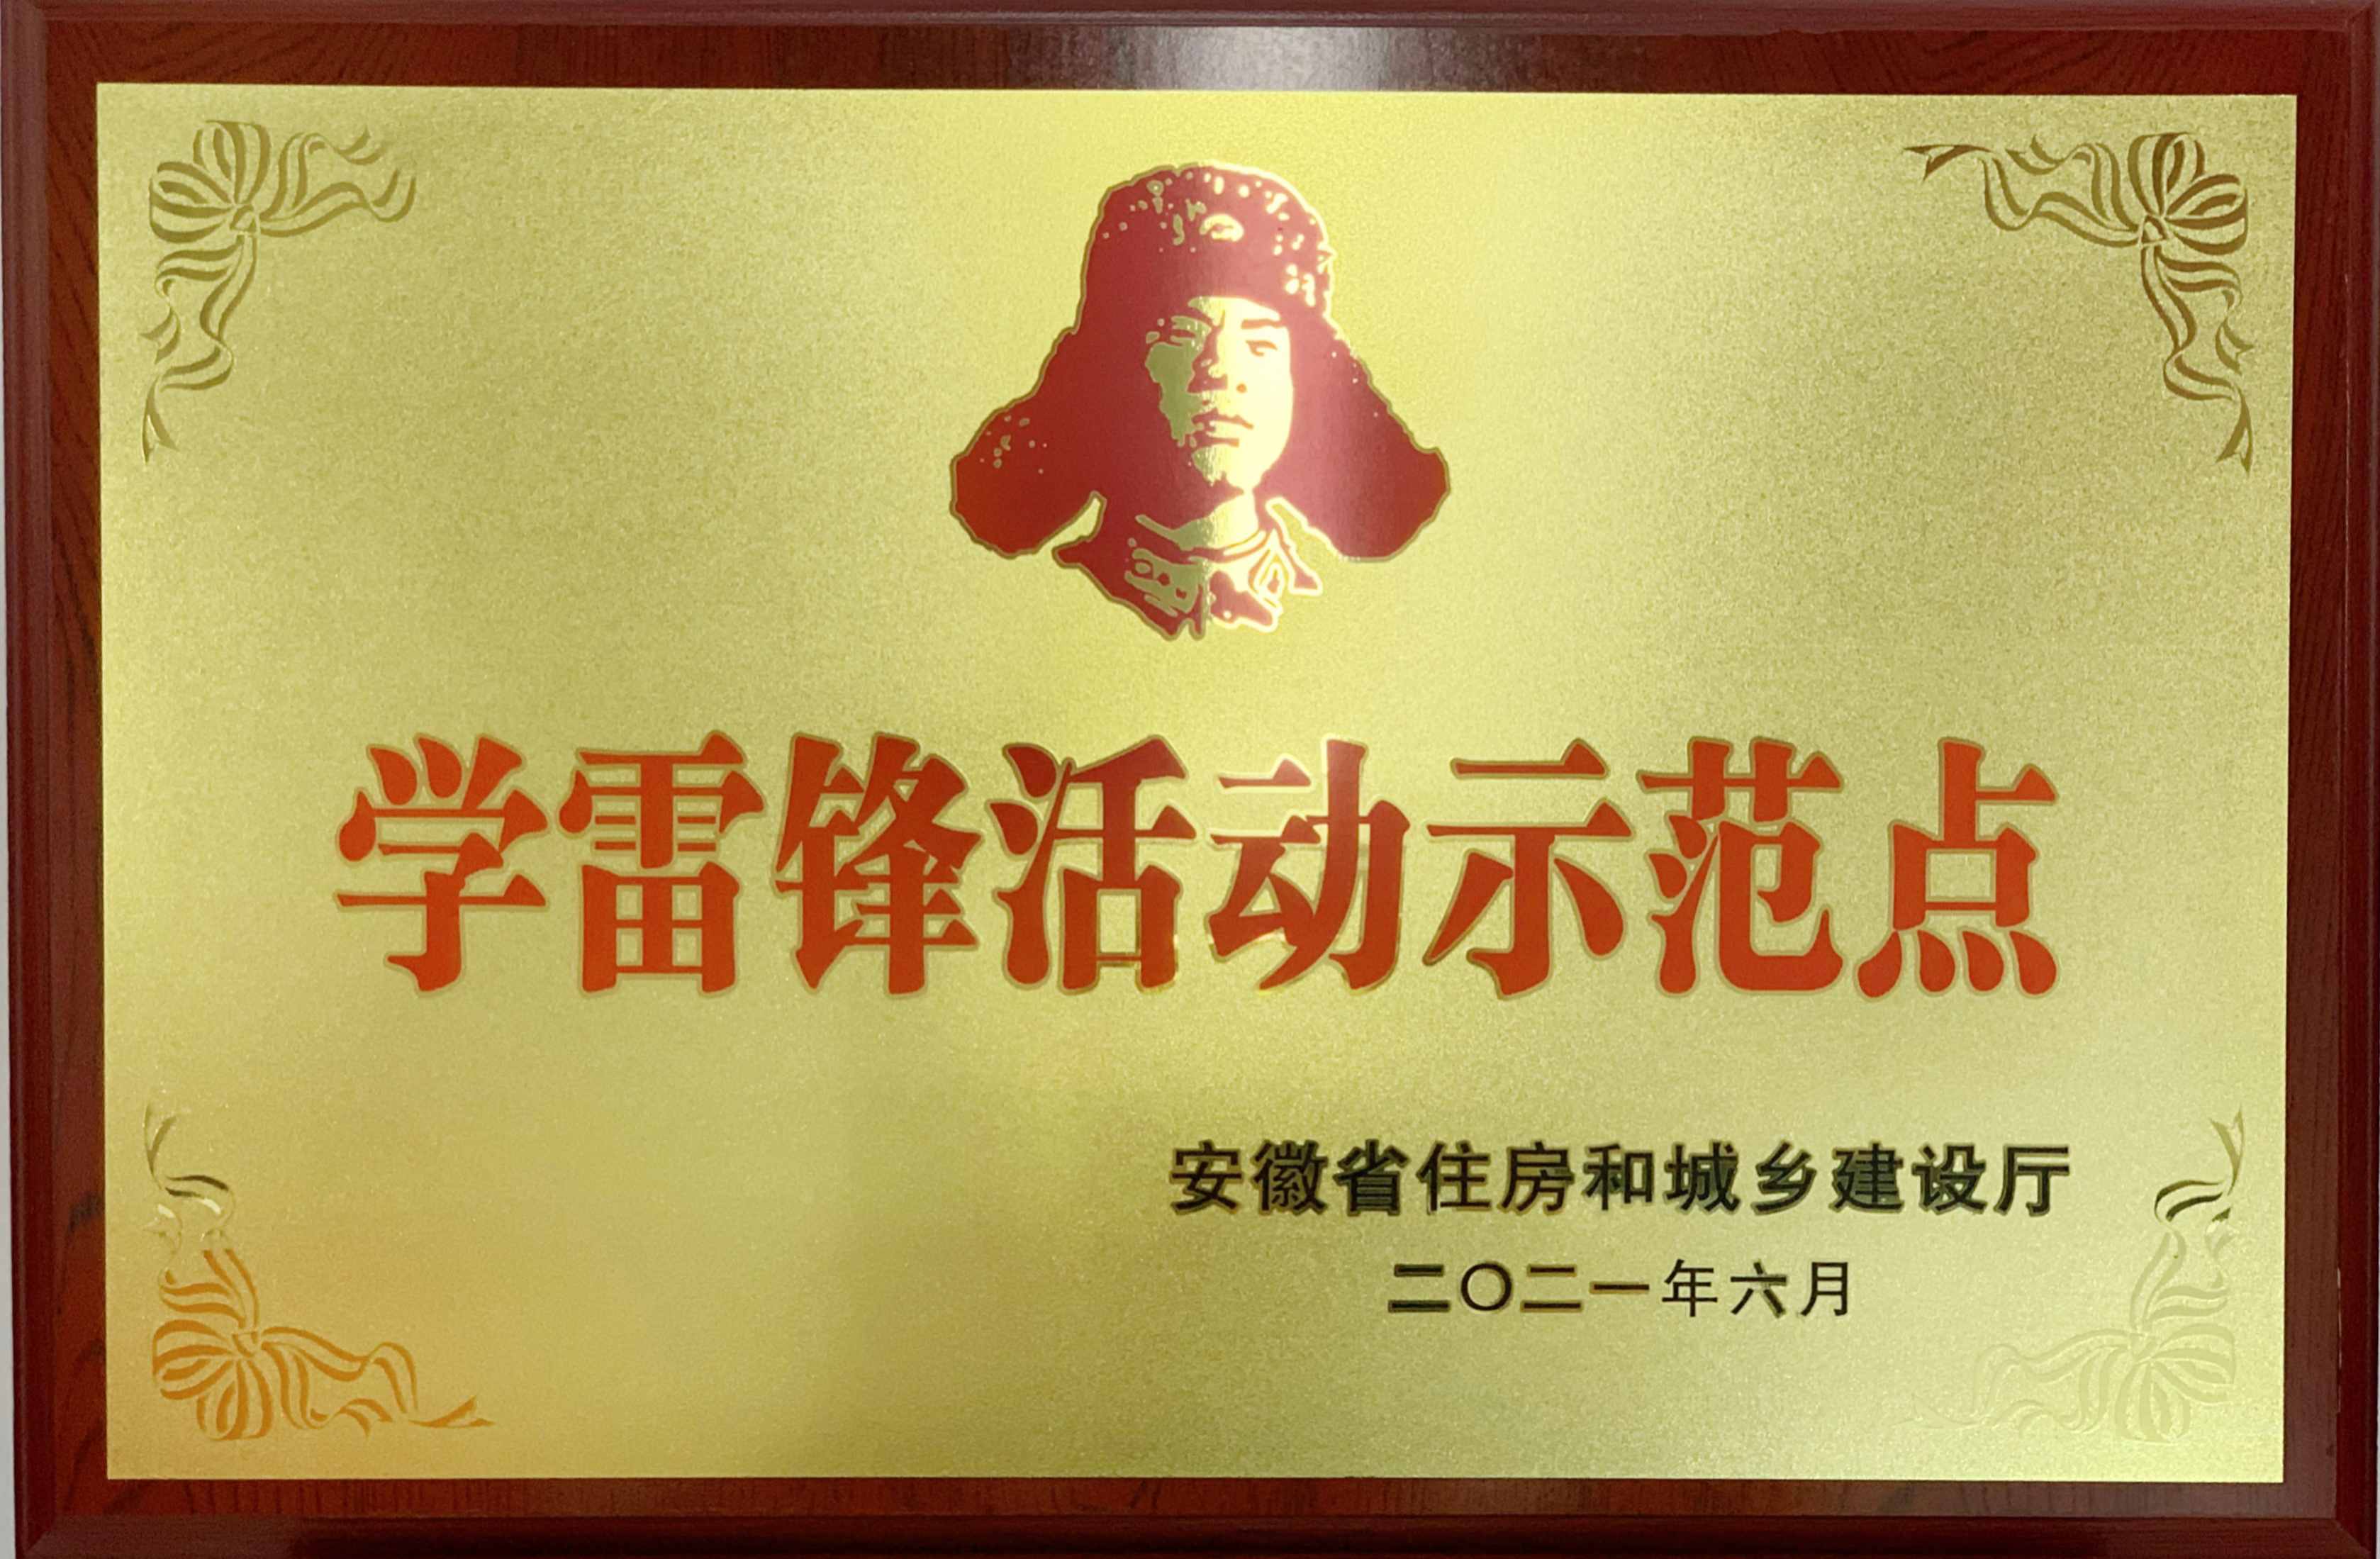 学雷锋活动示范点
安徽省住房和城乡建设厅
二〇二一年六月